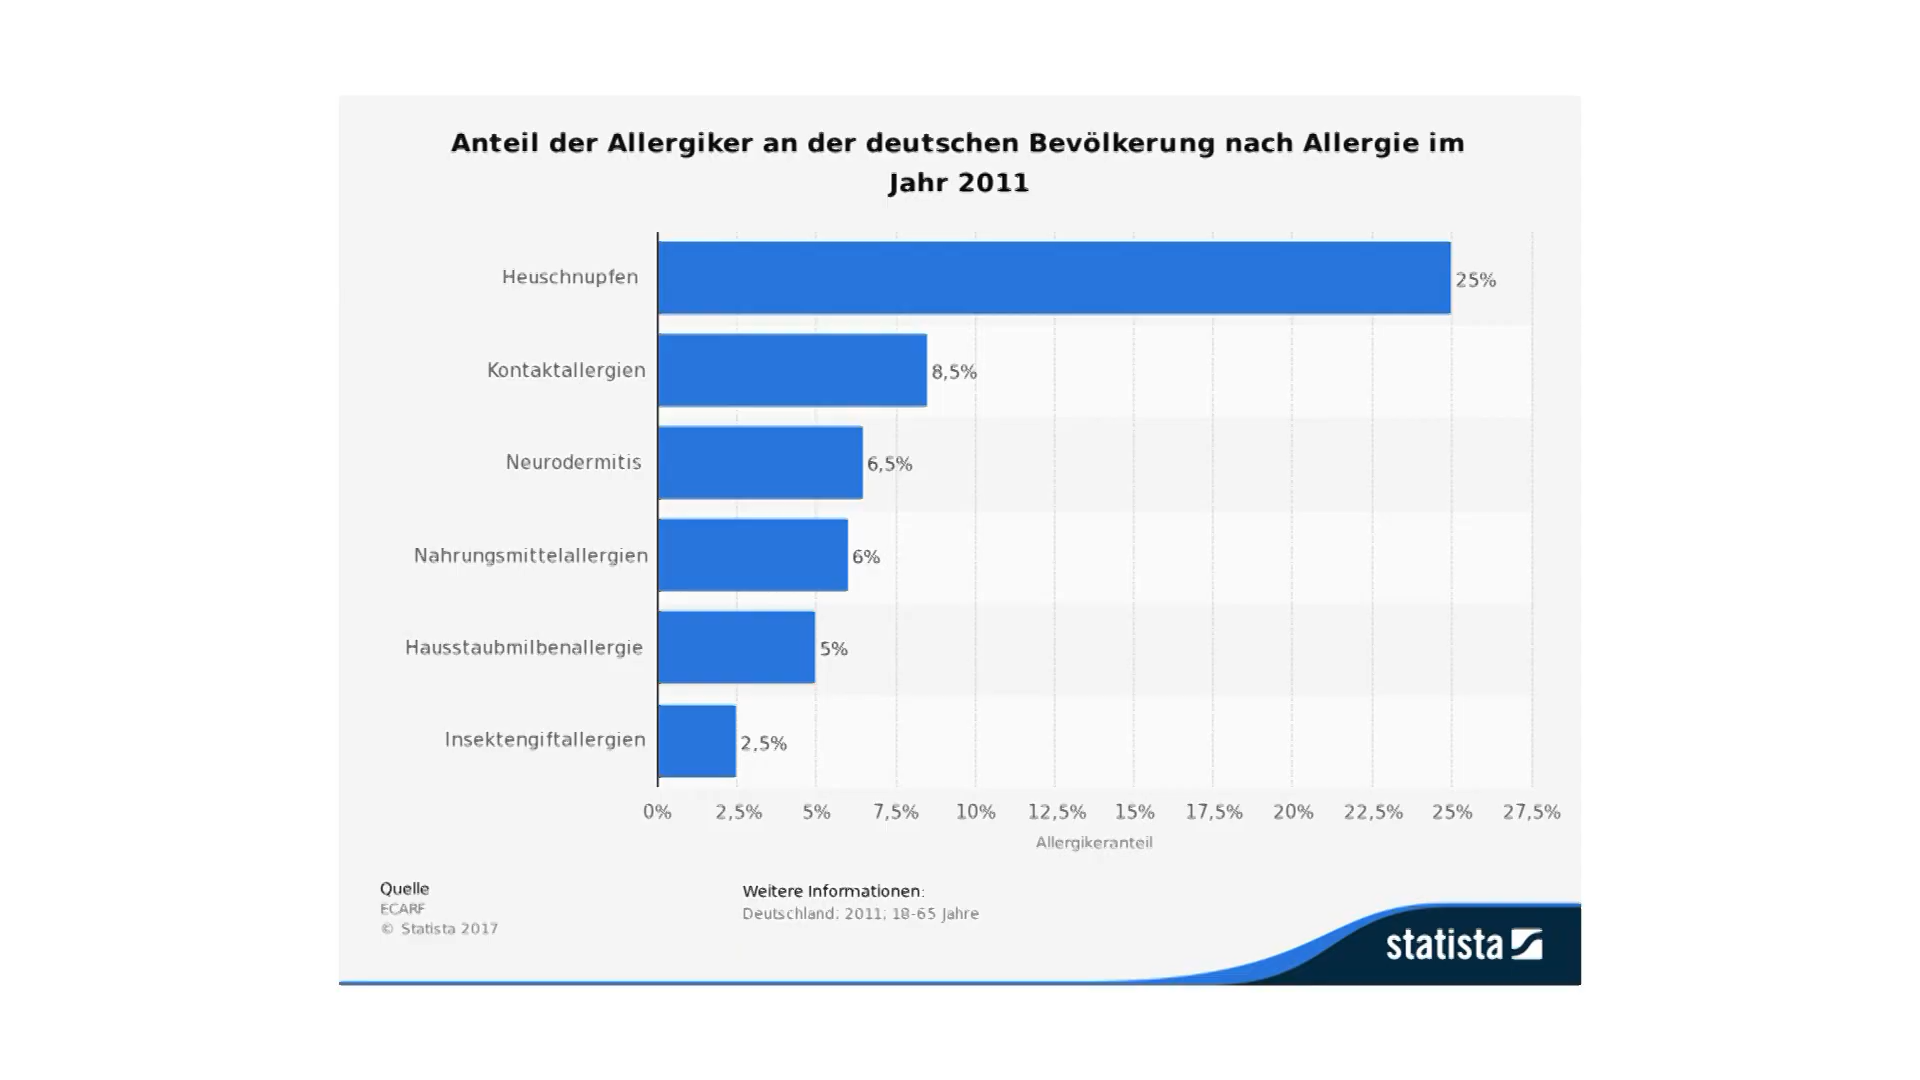 Anteil der Allergiker an der deutschen Bevölkerung nach Allergie im
Jahr 2011
Heuschnupfen 25%
Kontaktallergien 8,5%
Neurodermitis 6,5%
Nahrungsmittelallergien 6%
Hausstaubmilbenallergie 5%
Insektengiftallergien 2,5%
0% 2,5% 5% 7,5% 10% 12,5% 15% 17,5% 20% 22,5% 25% 27,5%
Allergikeranteil
Quelle
ECARF
© Statista 2017
Weitere Informationen:
Deutschland; 2011; 18-65 Jahre
statista